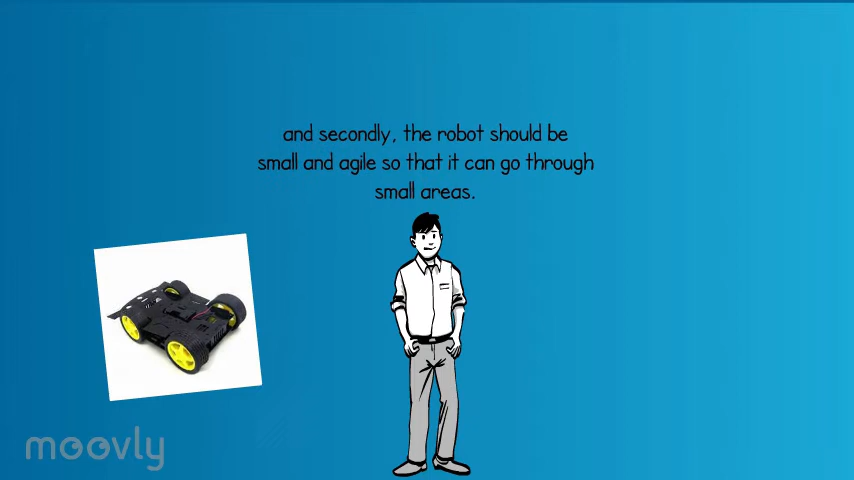 and secondly, the robot should be
small and agile so that it can go through
small areas.
moovly